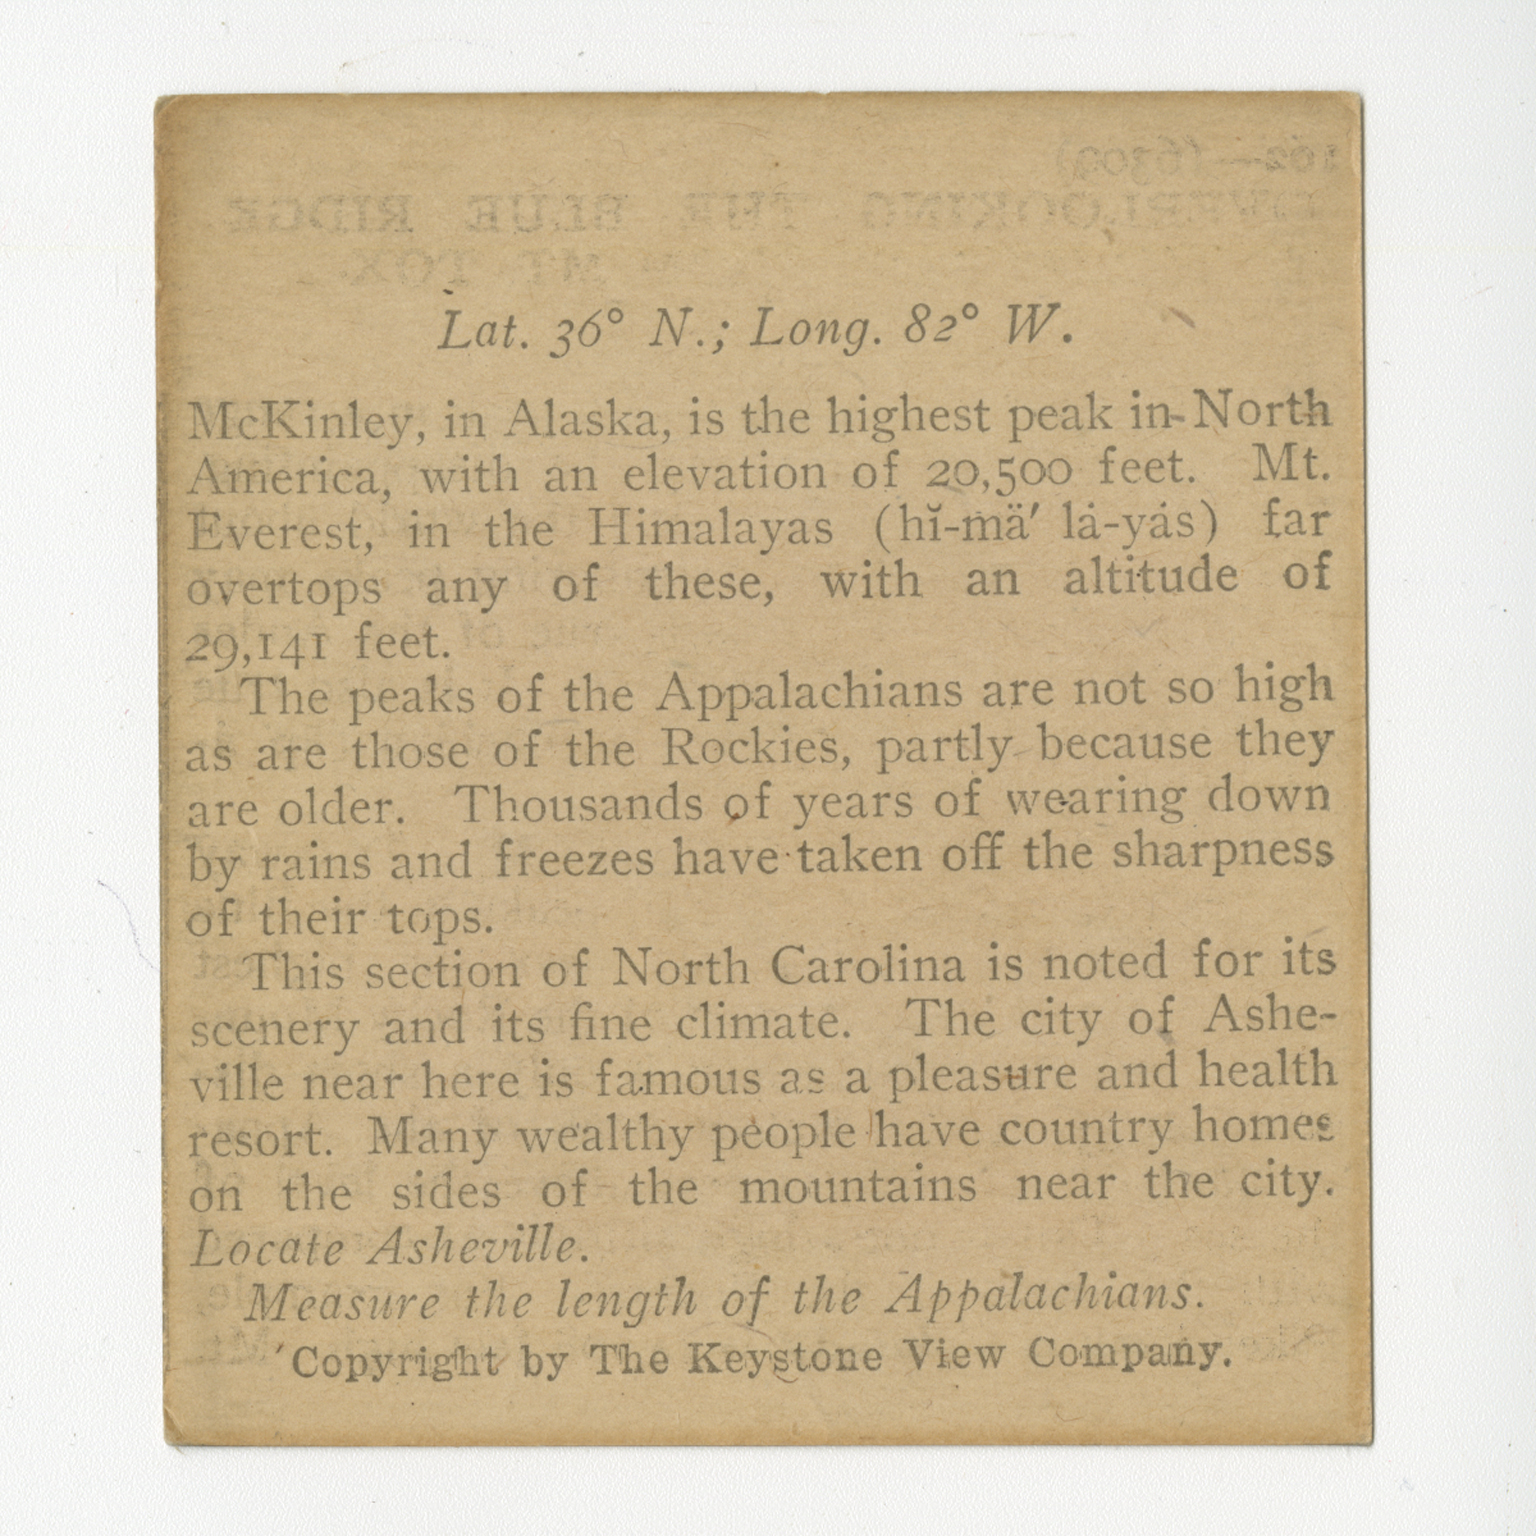 Lat. 36° N.; Long. 82° W.
McKinley, in Alaska, is the highest peak in North
America, with an elevation of 20,500 feet. Mt.
Everest, in the Himalayas (hĭ-mä′ lȧ-yȧs) far
overtops any of these, with an altitude of
29,141 feet.
The peaks of the Appalachians are not so high
as are those of the Rockies, partly because they
are older. Thousands of years of wearing down
by rains and freezes have taken off the sharpness
of their tops.
This section of North Carolina is noted for its
scenery and its fine climate. The city of Ashe-
ville near here is famous as a pleasure and health
resort. Many wealthy people have country homes
on the sides of the mountains near the city.
Locate Asheville.
Measure the length of the Appalachians.
Copyright by The Keystone View Company.